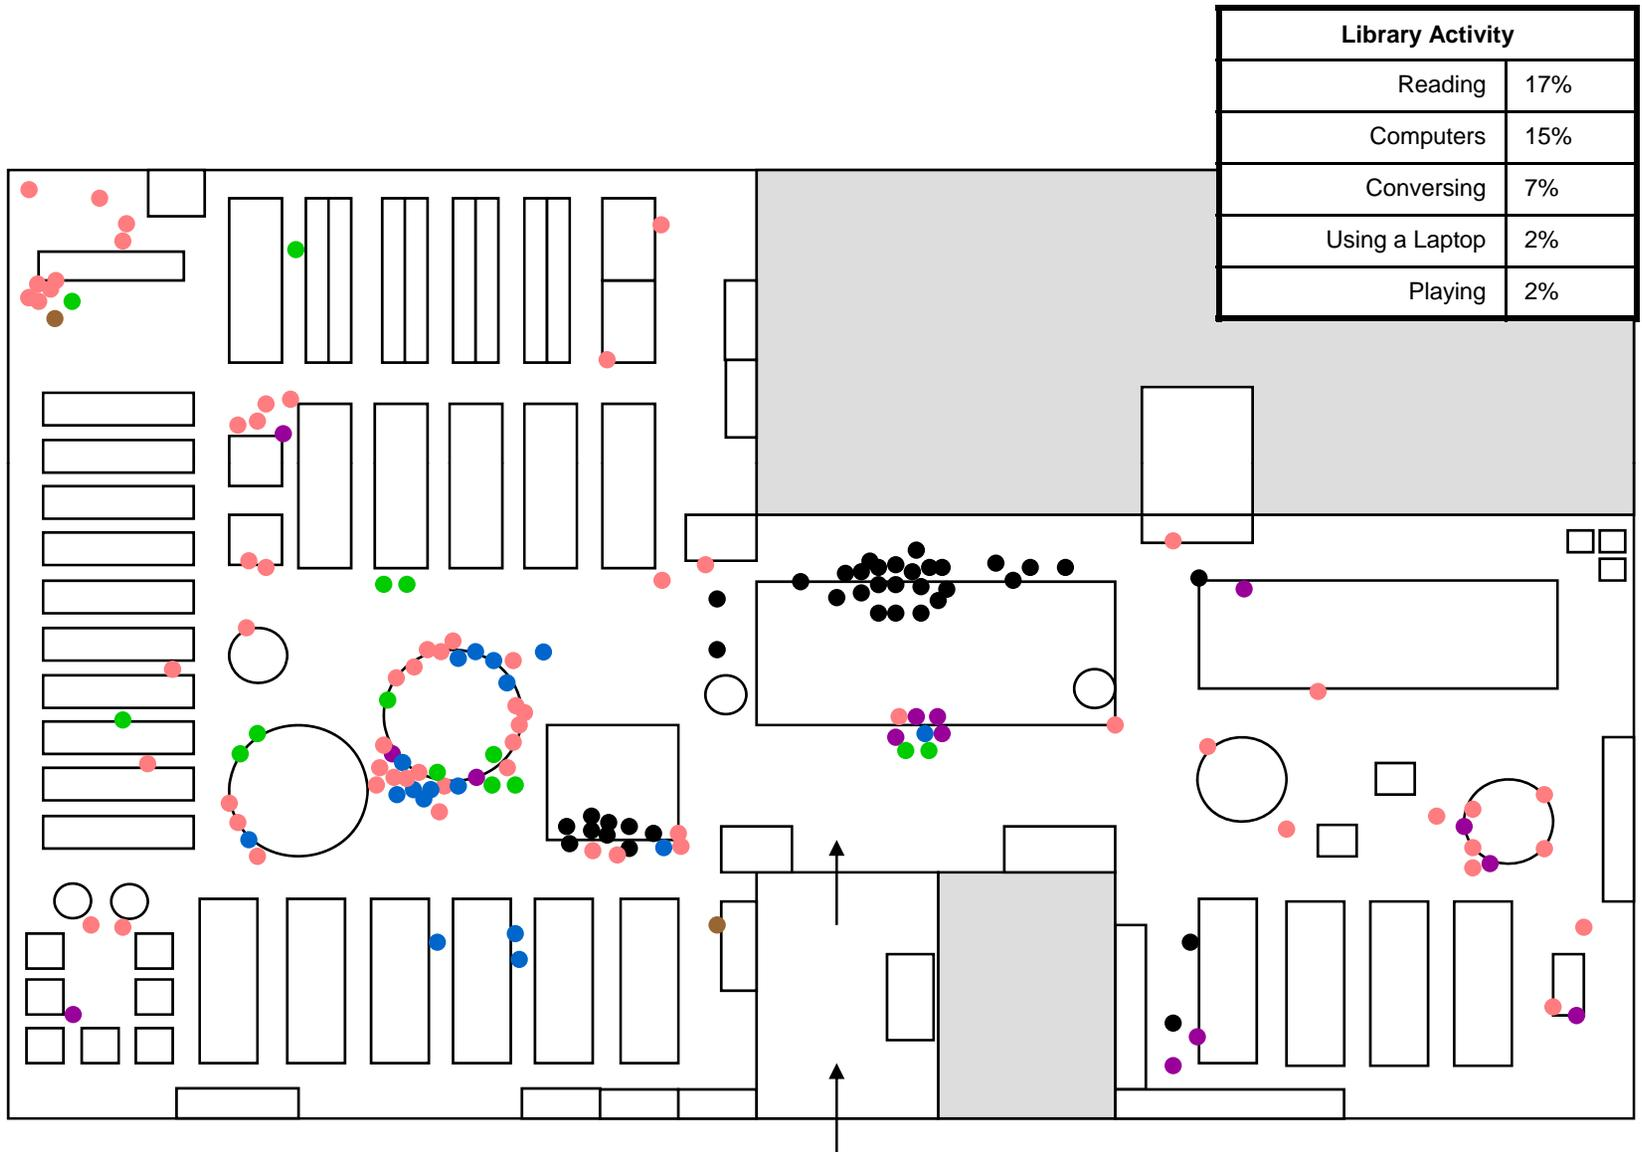 Library Activity
Reading 17%
Computers 15%
Conversing 7%
Using a Laptop 2%
Playing 2%